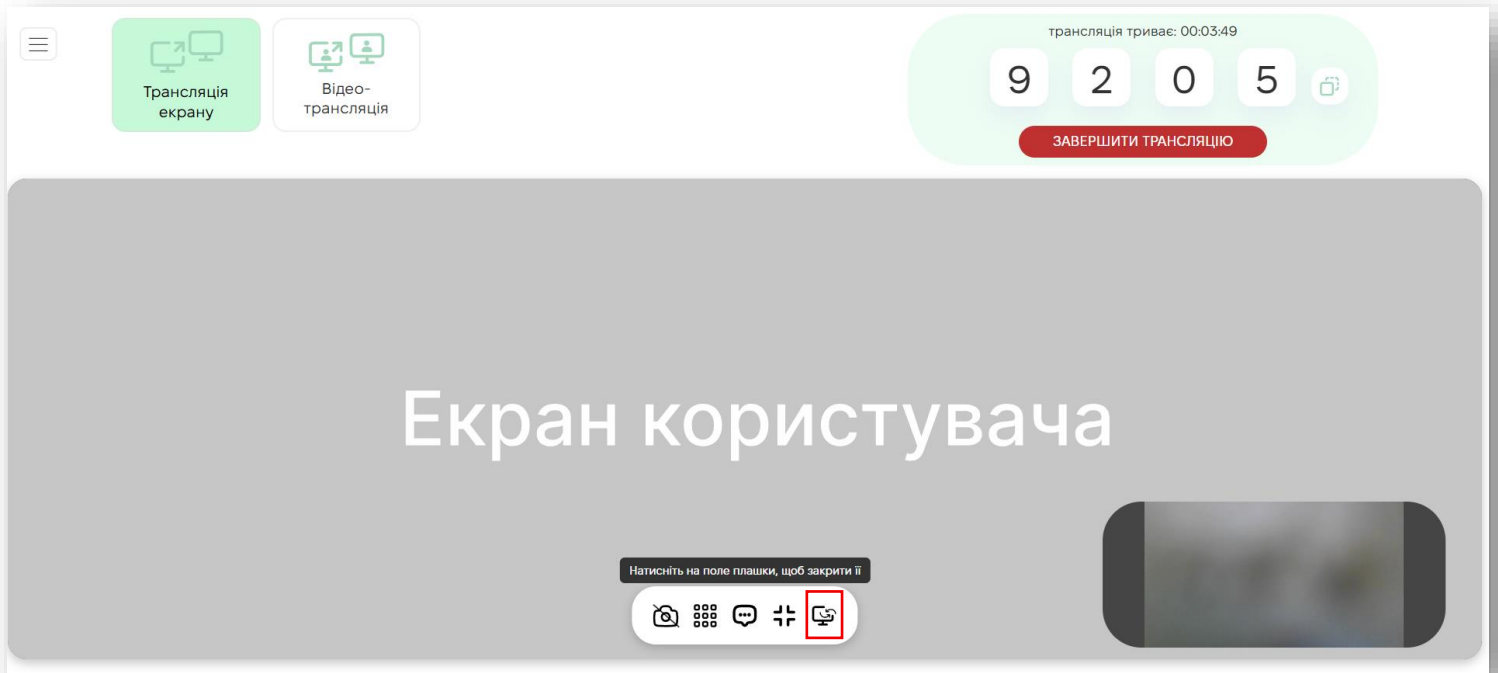 Трансляція
екрану
Відео-
трансляція
трансляція триває: 00:03:49
9 2 0 5
ЗАВЕРШИТИ ТРАНСЛЯЦІЮ
Екран користувача
Натисніть на поле плашки, щоб закрити її